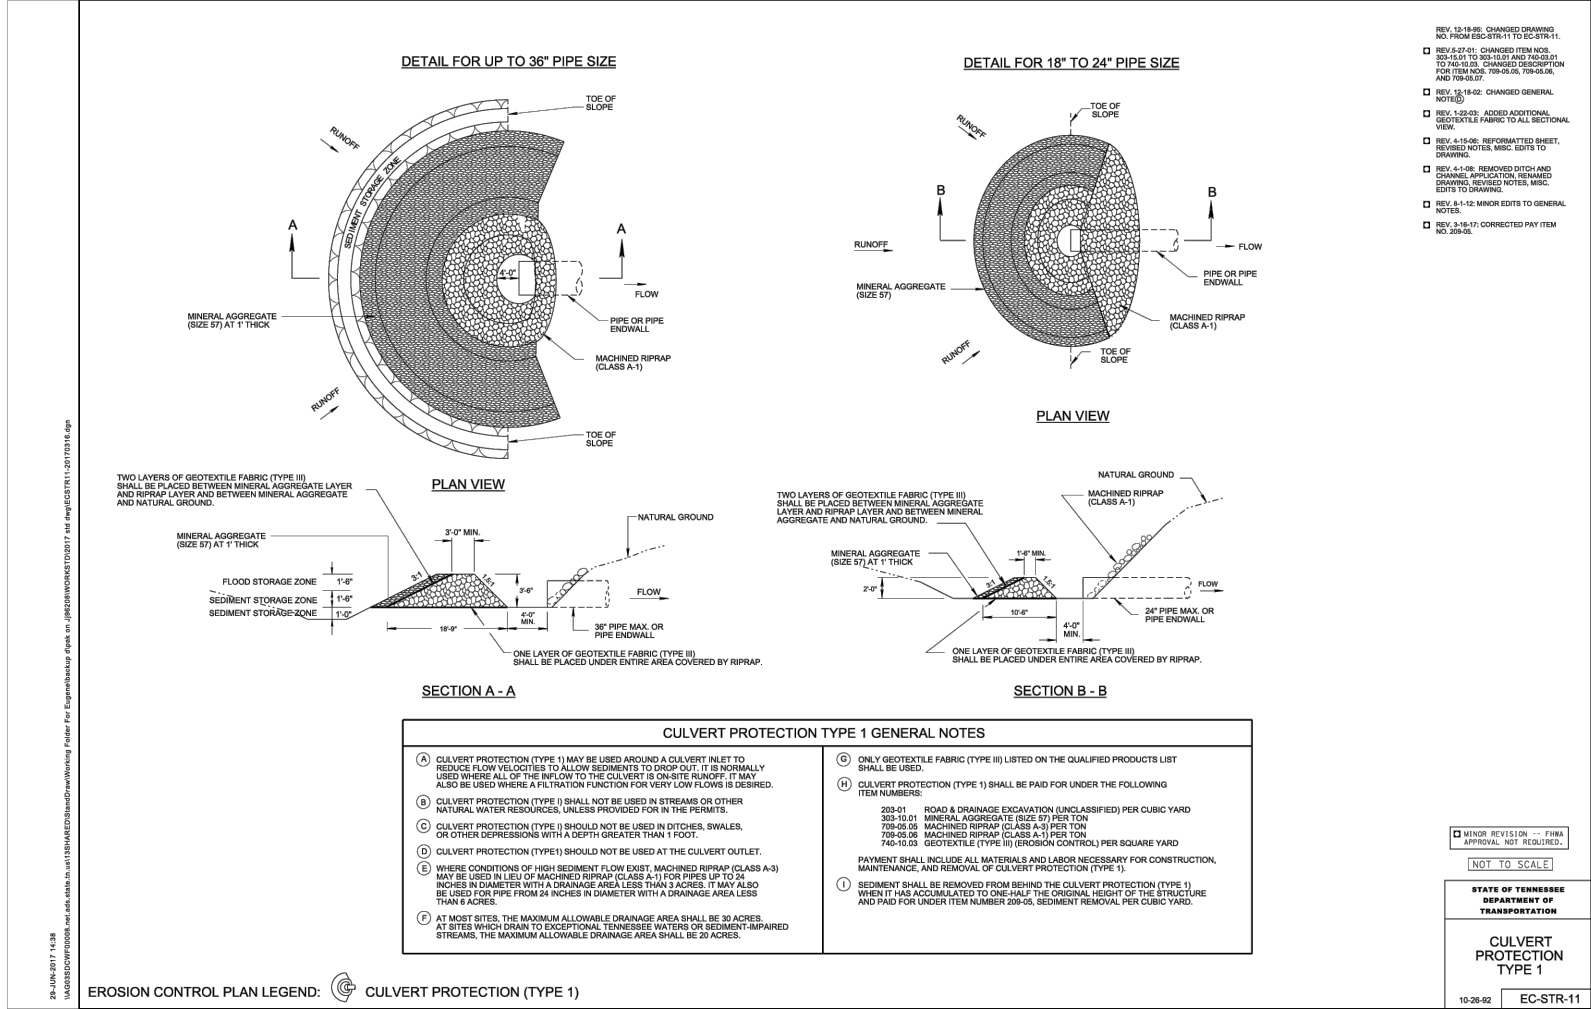 REV. 12-18-95: CHANGED DRAWING
NO. FROM ESC-STR-11 TO EC-STR-11.
REV.5-27-01: CHANGED ITEM NOS.
303-15.01 TO 303-10.01 AND 740-03.01
TO 740-10.03. CHANGED DESCRIPTION
FOR ITEM NOS. 709-05.05, 709-05.06,
AND 709-05.07.
REV. 12-18-02: CHANGED GENERAL
NOTE D.
REV. 1-22-03: ADDED ADDITIONAL
GEOTEXTILE FABRIC TO ALL SECTIONAL
VIEW.
REV. 4-15-06: REFORMATTED SHEET,
REVISED NOTES, MISC. EDITS TO
DRAWING.
REV. 4-1-08: REMOVED DITCH AND
CHANNEL APPLICATION, RENAMED
DRAWING, REVISED NOTES, MISC.
EDITS TO DRAWING.
REV. 8-1-12: MINOR EDITS TO GENERAL
NOTES.
REV. 3-16-17: CORRECTED PAY ITEM
NO. 209-05.
DETAIL FOR UP TO 36" PIPE SIZE
TOE OF
SLOPE
RUNOFF
SEDIMENT STORAGE ZONE
A
A
4'-0"
FLOW
MINERAL AGGREGATE
(SIZE 57) AT 1' THICK
PIPE OR PIPE
ENDWALL
MACHINED RIPRAP
(CLASS A-1)
RUNOFF
TOE OF
SLOPE
PLAN VIEW
DETAIL FOR 18" TO 24" PIPE SIZE
TOE OF
SLOPE
RUNOFF
B
B
RUNOFF
FLOW
PIPE OR PIPE
ENDWALL
MINERAL AGGREGATE
(SIZE 57)
MACHINED RIPRAP
(CLASS A-1)
RUNOFF
TOE OF
SLOPE
PLAN VIEW
TWO LAYERS OF GEOTEXTILE FABRIC (TYPE III)
SHALL BE PLACED BETWEEN MINERAL AGGREGATE LAYER
AND RIPRAP LAYER AND BETWEEN MINERAL AGGREGATE
AND NATURAL GROUND.
MINERAL AGGREGATE
(SIZE 57) AT 1' THICK
3'-0" MIN.
NATURAL GROUND
3:1
1.5:1
FLOOD STORAGE ZONE
1'-6"
SEDIMENT STORAGE ZONE
1'-6"
SEDIMENT STORAGE ZONE
1'-0"
3'-6"
FLOW
18'-9"
4'-0"
MIN.
36" PIPE MAX. OR
PIPE ENDWALL
ONE LAYER OF GEOTEXTILE FABRIC (TYPE III)
SHALL BE PLACED UNDER ENTIRE AREA COVERED BY RIPRAP.
SECTION A - A
TWO LAYERS OF GEOTEXTILE FABRIC (TYPE III)
SHALL BE PLACED BETWEEN MINERAL AGGREGATE
LAYER AND RIPRAP LAYER AND BETWEEN MINERAL
AGGREGATE AND NATURAL GROUND.
NATURAL GROUND
MACHINED RIPRAP
(CLASS A-1)
MINERAL AGGREGATE
(SIZE 57) AT 1' THICK
1'-6" MIN.
3:1
1.5:1
2'-0"
FLOW
10'-6"
4'-0"
MIN.
24" PIPE MAX. OR
PIPE ENDWALL
ONE LAYER OF GEOTEXTILE FABRIC (TYPE III)
SHALL BE PLACED UNDER ENTIRE AREA COVERED BY RIPRAP.
SECTION B - B
CULVERT PROTECTION TYPE 1 GENERAL NOTES
A CULVERT PROTECTION (TYPE 1) MAY BE USED AROUND A CULVERT INLET TO
REDUCE FLOW VELOCITIES TO ALLOW SEDIMENTS TO DROP OUT. IT IS NORMALLY
USED WHERE ALL OF THE INFLOW TO THE CULVERT IS ON-SITE RUNOFF. IT MAY
ALSO BE USED WHERE A FILTRATION FUNCTION FOR VERY LOW FLOWS IS DESIRED.
B CULVERT PROTECTION (TYPE I) SHALL NOT BE USED IN STREAMS OR OTHER
NATURAL WATER RESOURCES, UNLESS PROVIDED FOR IN THE PERMITS.
C CULVERT PROTECTION (TYPE I) SHOULD NOT BE USED IN DITCHES, SWALES,
OR OTHER DEPRESSIONS WITH A DEPTH GREATER THAN 1 FOOT.
D CULVERT PROTECTION (TYPE1) SHOULD NOT BE USED AT THE CULVERT OUTLET.
E WHERE CONDITIONS OF HIGH SEDIMENT FLOW EXIST, MACHINED RIPRAP (CLASS A-3)
MAY BE USED IN LIEU OF MACHINED RIPRAP (CLASS A-1) FOR PIPES UP TO 24
INCHES IN DIAMETER WITH A DRAINAGE AREA LESS THAN 3 ACRES. IT MAY ALSO
BE USED FOR PIPE FROM 24 INCHES IN DIAMETER WITH A DRAINAGE AREA LESS
THAN 6 ACRES.
F AT MOST SITES, THE MAXIMUM ALLOWABLE DRAINAGE AREA SHALL BE 30 ACRES.
AT SITES WHICH DRAIN TO EXCEPTIONAL TENNESSEE WATERS OR SEDIMENT-IMPAIRED
STREAMS, THE MAXIMUM ALLOWABLE DRAINAGE AREA SHALL BE 20 ACRES.
G ONLY GEOTEXTILE FABRIC (TYPE III) LISTED ON THE QUALIFIED PRODUCTS LIST
SHALL BE USED.
H CULVERT PROTECTION (TYPE 1) SHALL BE PAID FOR UNDER THE FOLLOWING
ITEM NUMBERS:
203-01 ROAD & DRAINAGE EXCAVATION (UNCLASSIFIED) PER CUBIC YARD
303-10.01 MINERAL AGGREGATE (SIZE 57) PER TON
709-05.05 MACHINED RIPRAP (CLASS A-3) PER TON
709-05.06 MACHINED RIPRAP (CLASS A-1) PER TON
740-10.03 GEOTEXTILE (TYPE III) (EROSION CONTROL) PER SQUARE YARD
PAYMENT SHALL INCLUDE ALL MATERIALS AND LABOR NECESSARY FOR CONSTRUCTION,
MAINTENANCE, AND REMOVAL OF CULVERT PROTECTION (TYPE 1).
I SEDIMENT SHALL BE REMOVED FROM BEHIND THE CULVERT PROTECTION (TYPE 1)
WHEN IT HAS ACCUMULATED TO ONE-HALF THE ORIGINAL HEIGHT OF THE STRUCTURE
AND PAID FOR UNDER ITEM NUMBER 209-05, SEDIMENT REMOVAL PER CUBIC YARD.
EROSION CONTROL PLAN LEGEND: CULVERT PROTECTION (TYPE 1)
MINOR REVISION -- FHWA
APPROVAL NOT REQUIRED.
NOT TO SCALE
STATE OF TENNESSEE
DEPARTMENT OF
TRANSPORTATION
CULVERT
PROTECTION
TYPE 1
10-26-92
EC-STR-11
29-JUN-2017 14:38